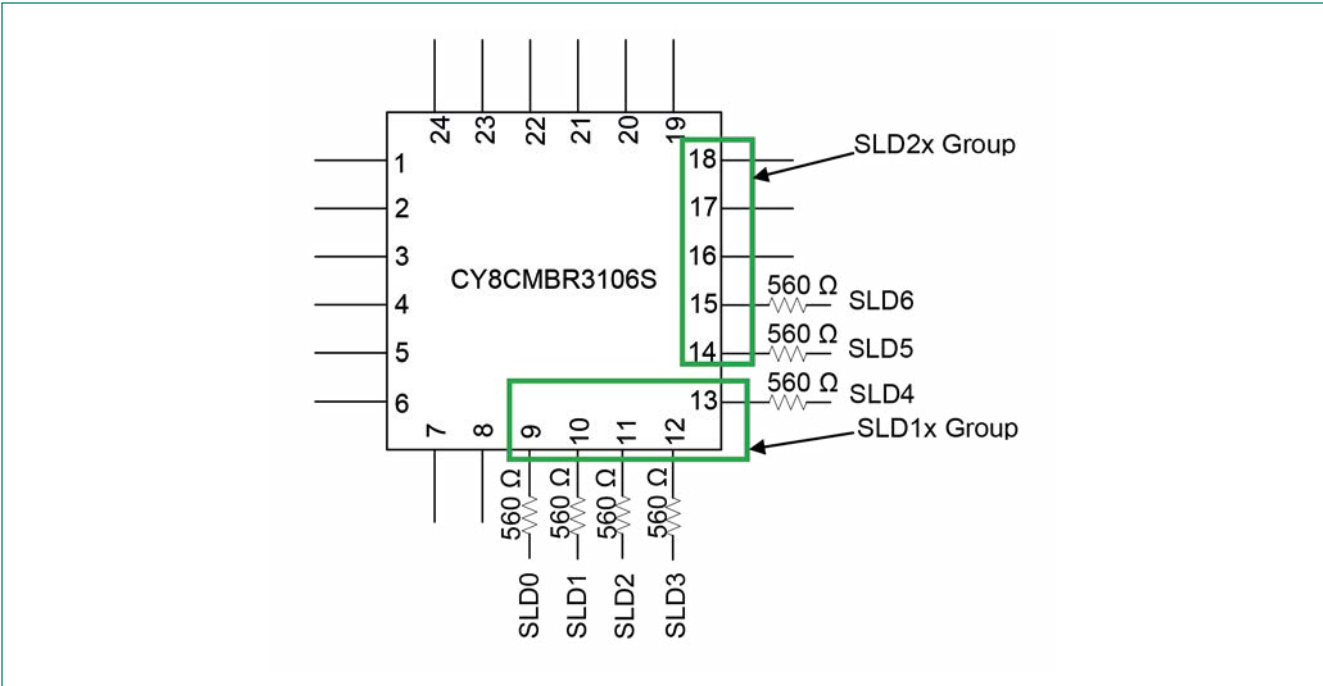 24 23 22 21 20 19
SLD2x Group
1 18
2 17
3 16
CY8CMBR3106S
4 15 560 Ω SLD6
5 14 560 Ω SLD5
6 13 560 Ω SLD4
SLD1x Group
7 8 9 10 11 12
560 Ω 560 Ω 560 Ω 560 Ω
SLD0 SLD1 SLD2 SLD3